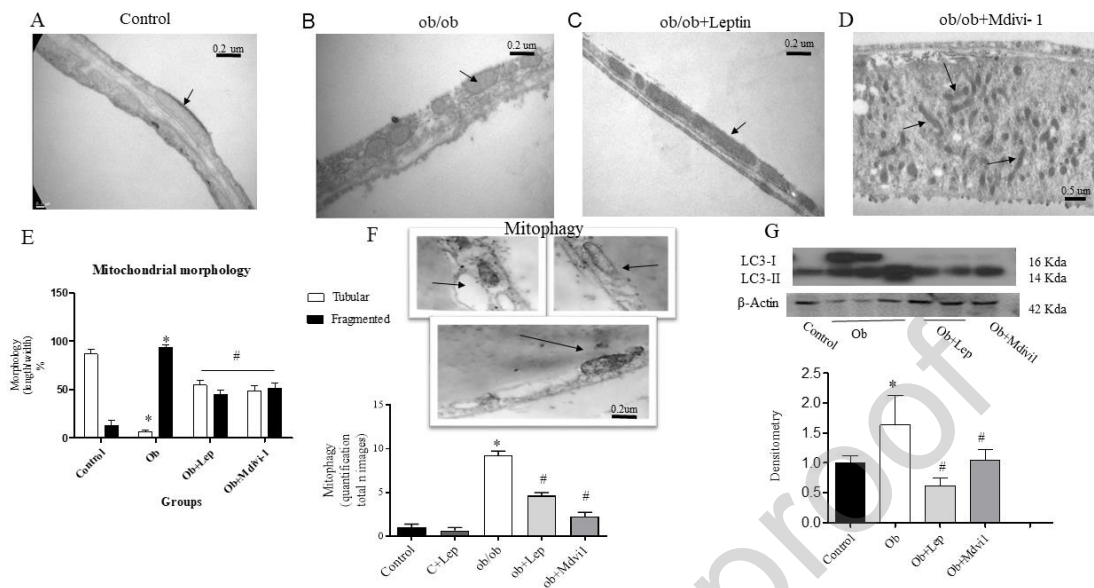 A
Control
0.2 um
B
ob/ob
0.2 um
C
ob/ob+Leptin
0.2 um
D
ob/ob+Mdivi- 1
0.5 um
E
Mitochondrial morphology
Tubular
Fragmented
Morphology
(length/width)
%
150
100
50
0
*
*
#
Control
Ob
Ob+Lep
Ob+Mdivi-1
Groups
F
Mitophagy
0.2um
Mitophagy
(quantification
total n images)
15
10
5
0
*
#
#
Control
C+Lep
ob/ob
ob+Lep
ob+Mdvi1
G
LC3-I
LC3-II
β-Actin
16 Kda
14 Kda
42 Kda
Control
Ob
Ob+Lep
Ob+Mdivi1
Densitometry
2.5
2.0
1.5
1.0
0.5
0.0
*
#
#
Control
Ob
Ob+Lep
Ob+Mdvi1
proof